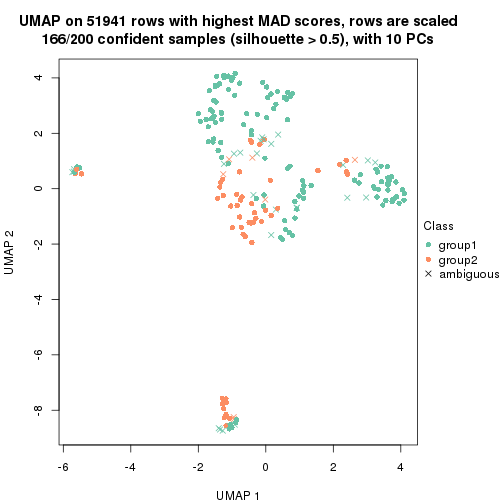 UMAP on 51941 rows with highest MAD scores, rows are scaled
166/200 confident samples (silhouette > 0.5), with 10 PCs
4
2
0
-2
-4
-6
-8
UMAP 2
-6
-4
-2
0
2
4
UMAP 1
Class
group1
group2
ambiguous